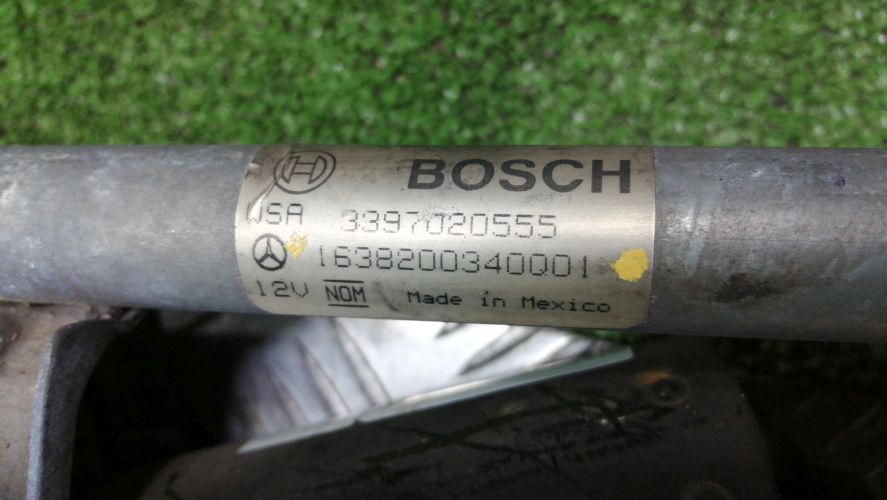 BOSCH
WSA 3397020555
1638200340Q01
12V NOM Made in Mexico